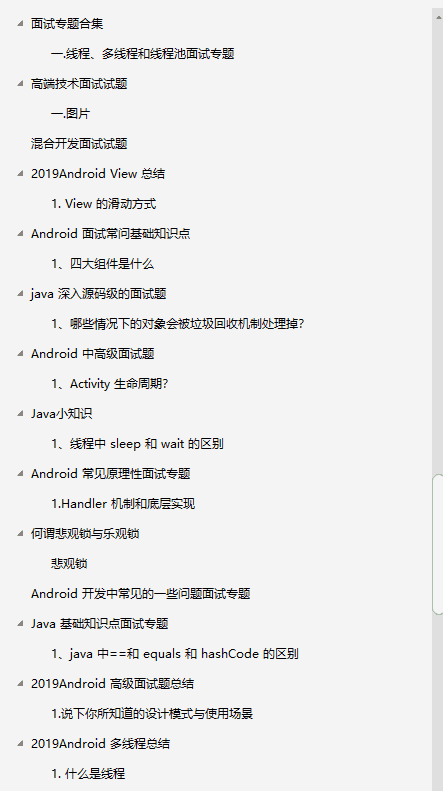 面试专题合集
一.线程、多线程和线程池面试专题
高端技术面试试题
一.图片
混合开发面试试题
2019Android View 总结
1. View 的滑动方式
Android 面试常问基础知识点
1、四大组件是什么
java 深入源码级的面试题
1、哪些情况下的对象会被垃圾回收机制处理掉?
Android 中高级面试题
1、Activity 生命周期?
Java小知识
1、线程中 sleep 和 wait 的区别
Android 常见原理性面试专题
1.Handler 机制和底层实现
何谓悲观锁与乐观锁
悲观锁
Android 开发中常见的一些问题面试专题
Java 基础知识点面试专题
1、java 中==和 equals 和 hashCode 的区别
2019Android 高级面试题总结
1.说下你所知道的设计模式与使用场景
2019Android 多线程总结
1. 什么是线程